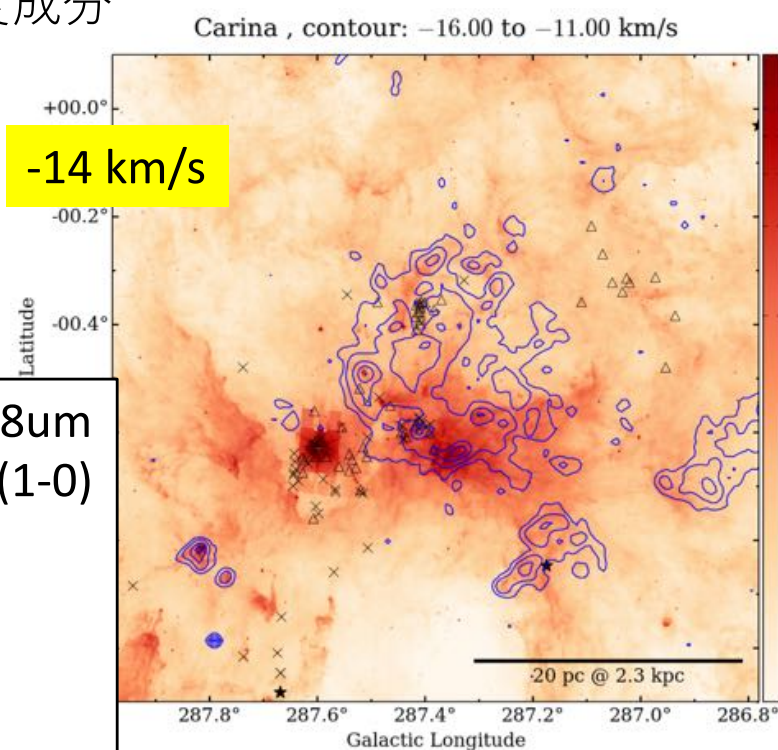 成分
Carina , contour: −16.00 to −11.00 km/s
-14 km/s
+00.0°
-00.2°
-00.4°
Latitude
8um
(1-0)
20 pc @ 2.3 kpc
287.8° 287.6° 287.4° 287.2° 287.0° 286.8°
Galactic Longitude